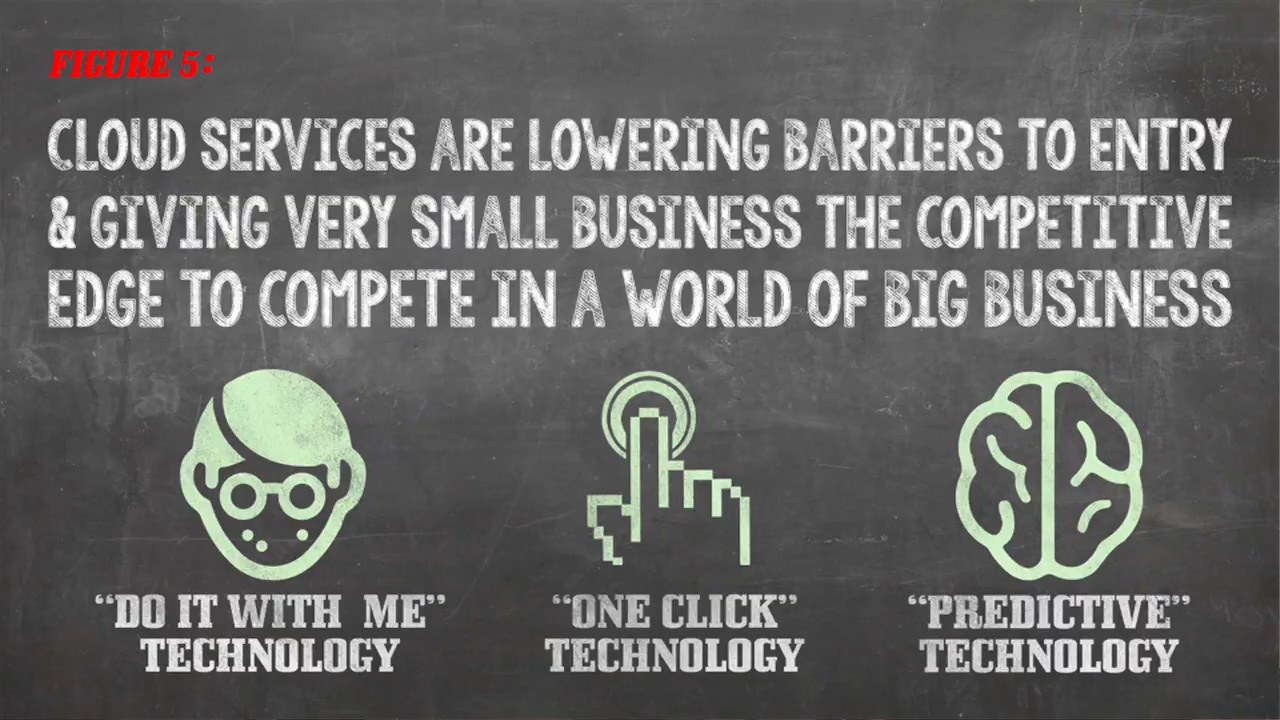 FIGURE 5:
CLOUD SERVICES ARE LOWERING BARRIERS TO ENTRY
& GIVING VERY SMALL BUSINESS THE COMPETITIVE
EDGE TO COMPETE IN A WORLD OF BIG BUSINESS
“DO IT WITH ME”
TECHNOLOGY
“ONE CLICK”
TECHNOLOGY
“PREDICTIVE”
TECHNOLOGY